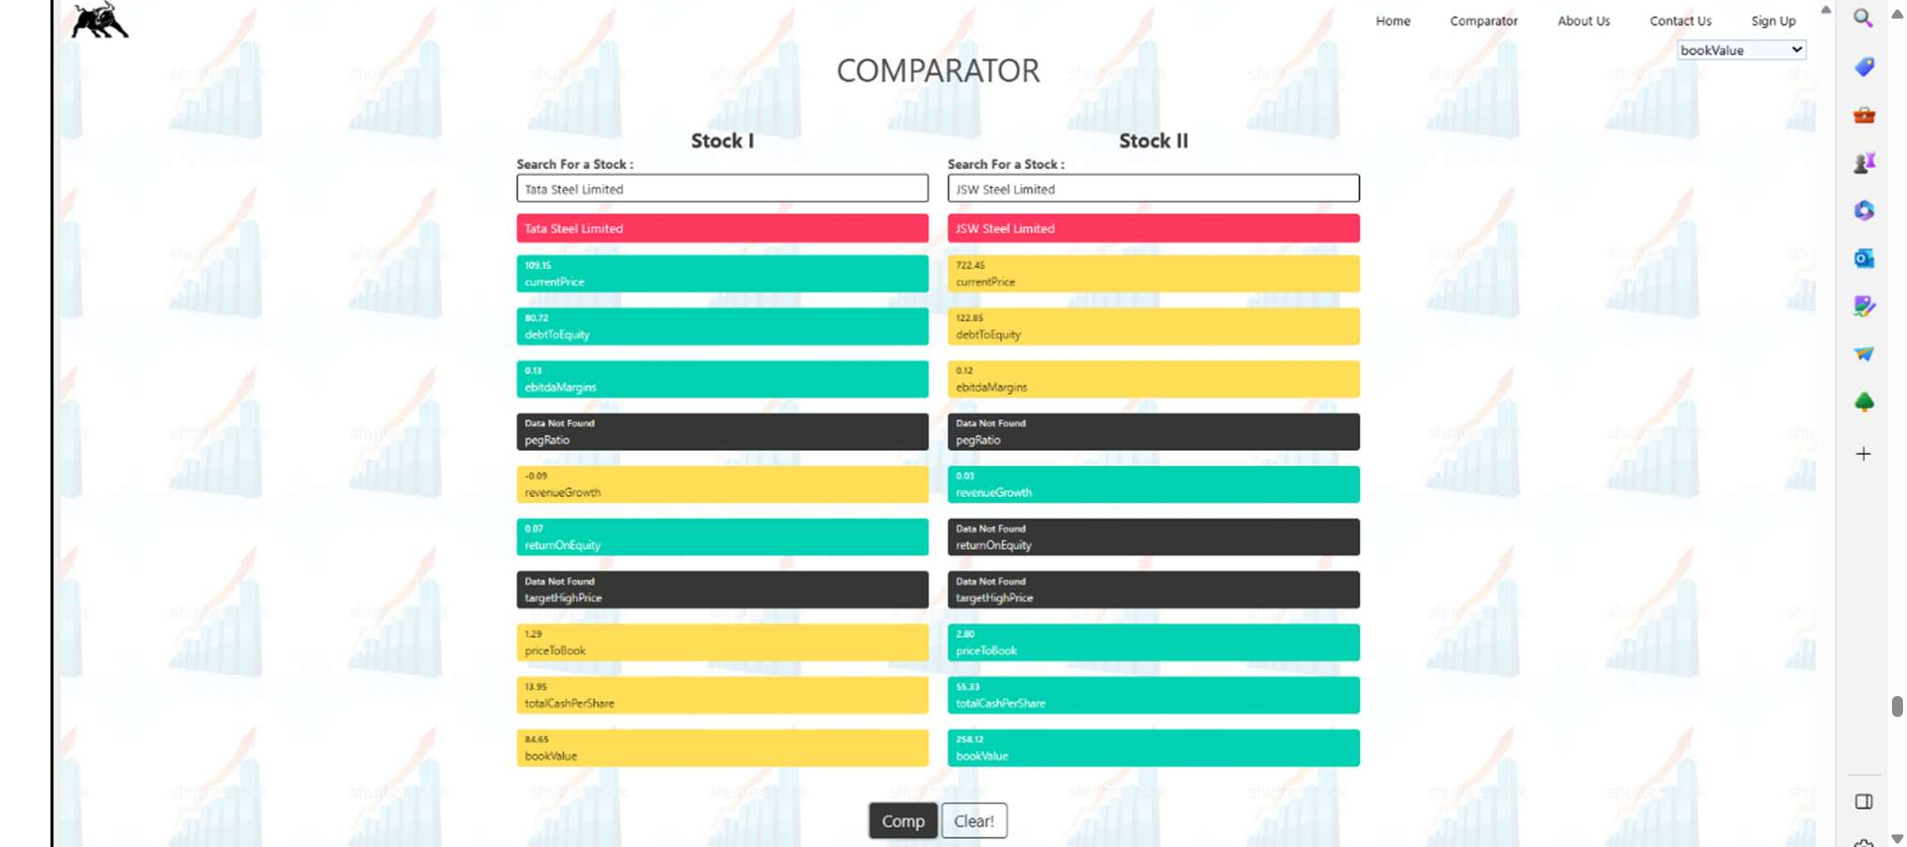 Home Comparator About Us Contact Us Sign Up
bookValue
COMPARATOR
Stock I
Search For a Stock :
Tata Steel Limited
Tata Steel Limited
109.15
currentPrice
80.72
debtToEquity
0.13
ebitdaMargins
Data Not Found
pegRatio
-0.09
revenueGrowth
0.07
returnOnEquity
Data Not Found
targetHighPrice
1.29
priceToBook
13.95
totalCashPerShare
84.65
bookValue
Stock II
Search For a Stock :
JSW Steel Limited
JSW Steel Limited
722.45
currentPrice
122.85
debtToEquity
0.12
ebitdaMargins
Data Not Found
pegRatio
0.03
revenueGrowth
Data Not Found
returnOnEquity
Data Not Found
targetHighPrice
2.80
priceToBook
55.33
totalCashPerShare
258.12
bookValue
Comp Clear!